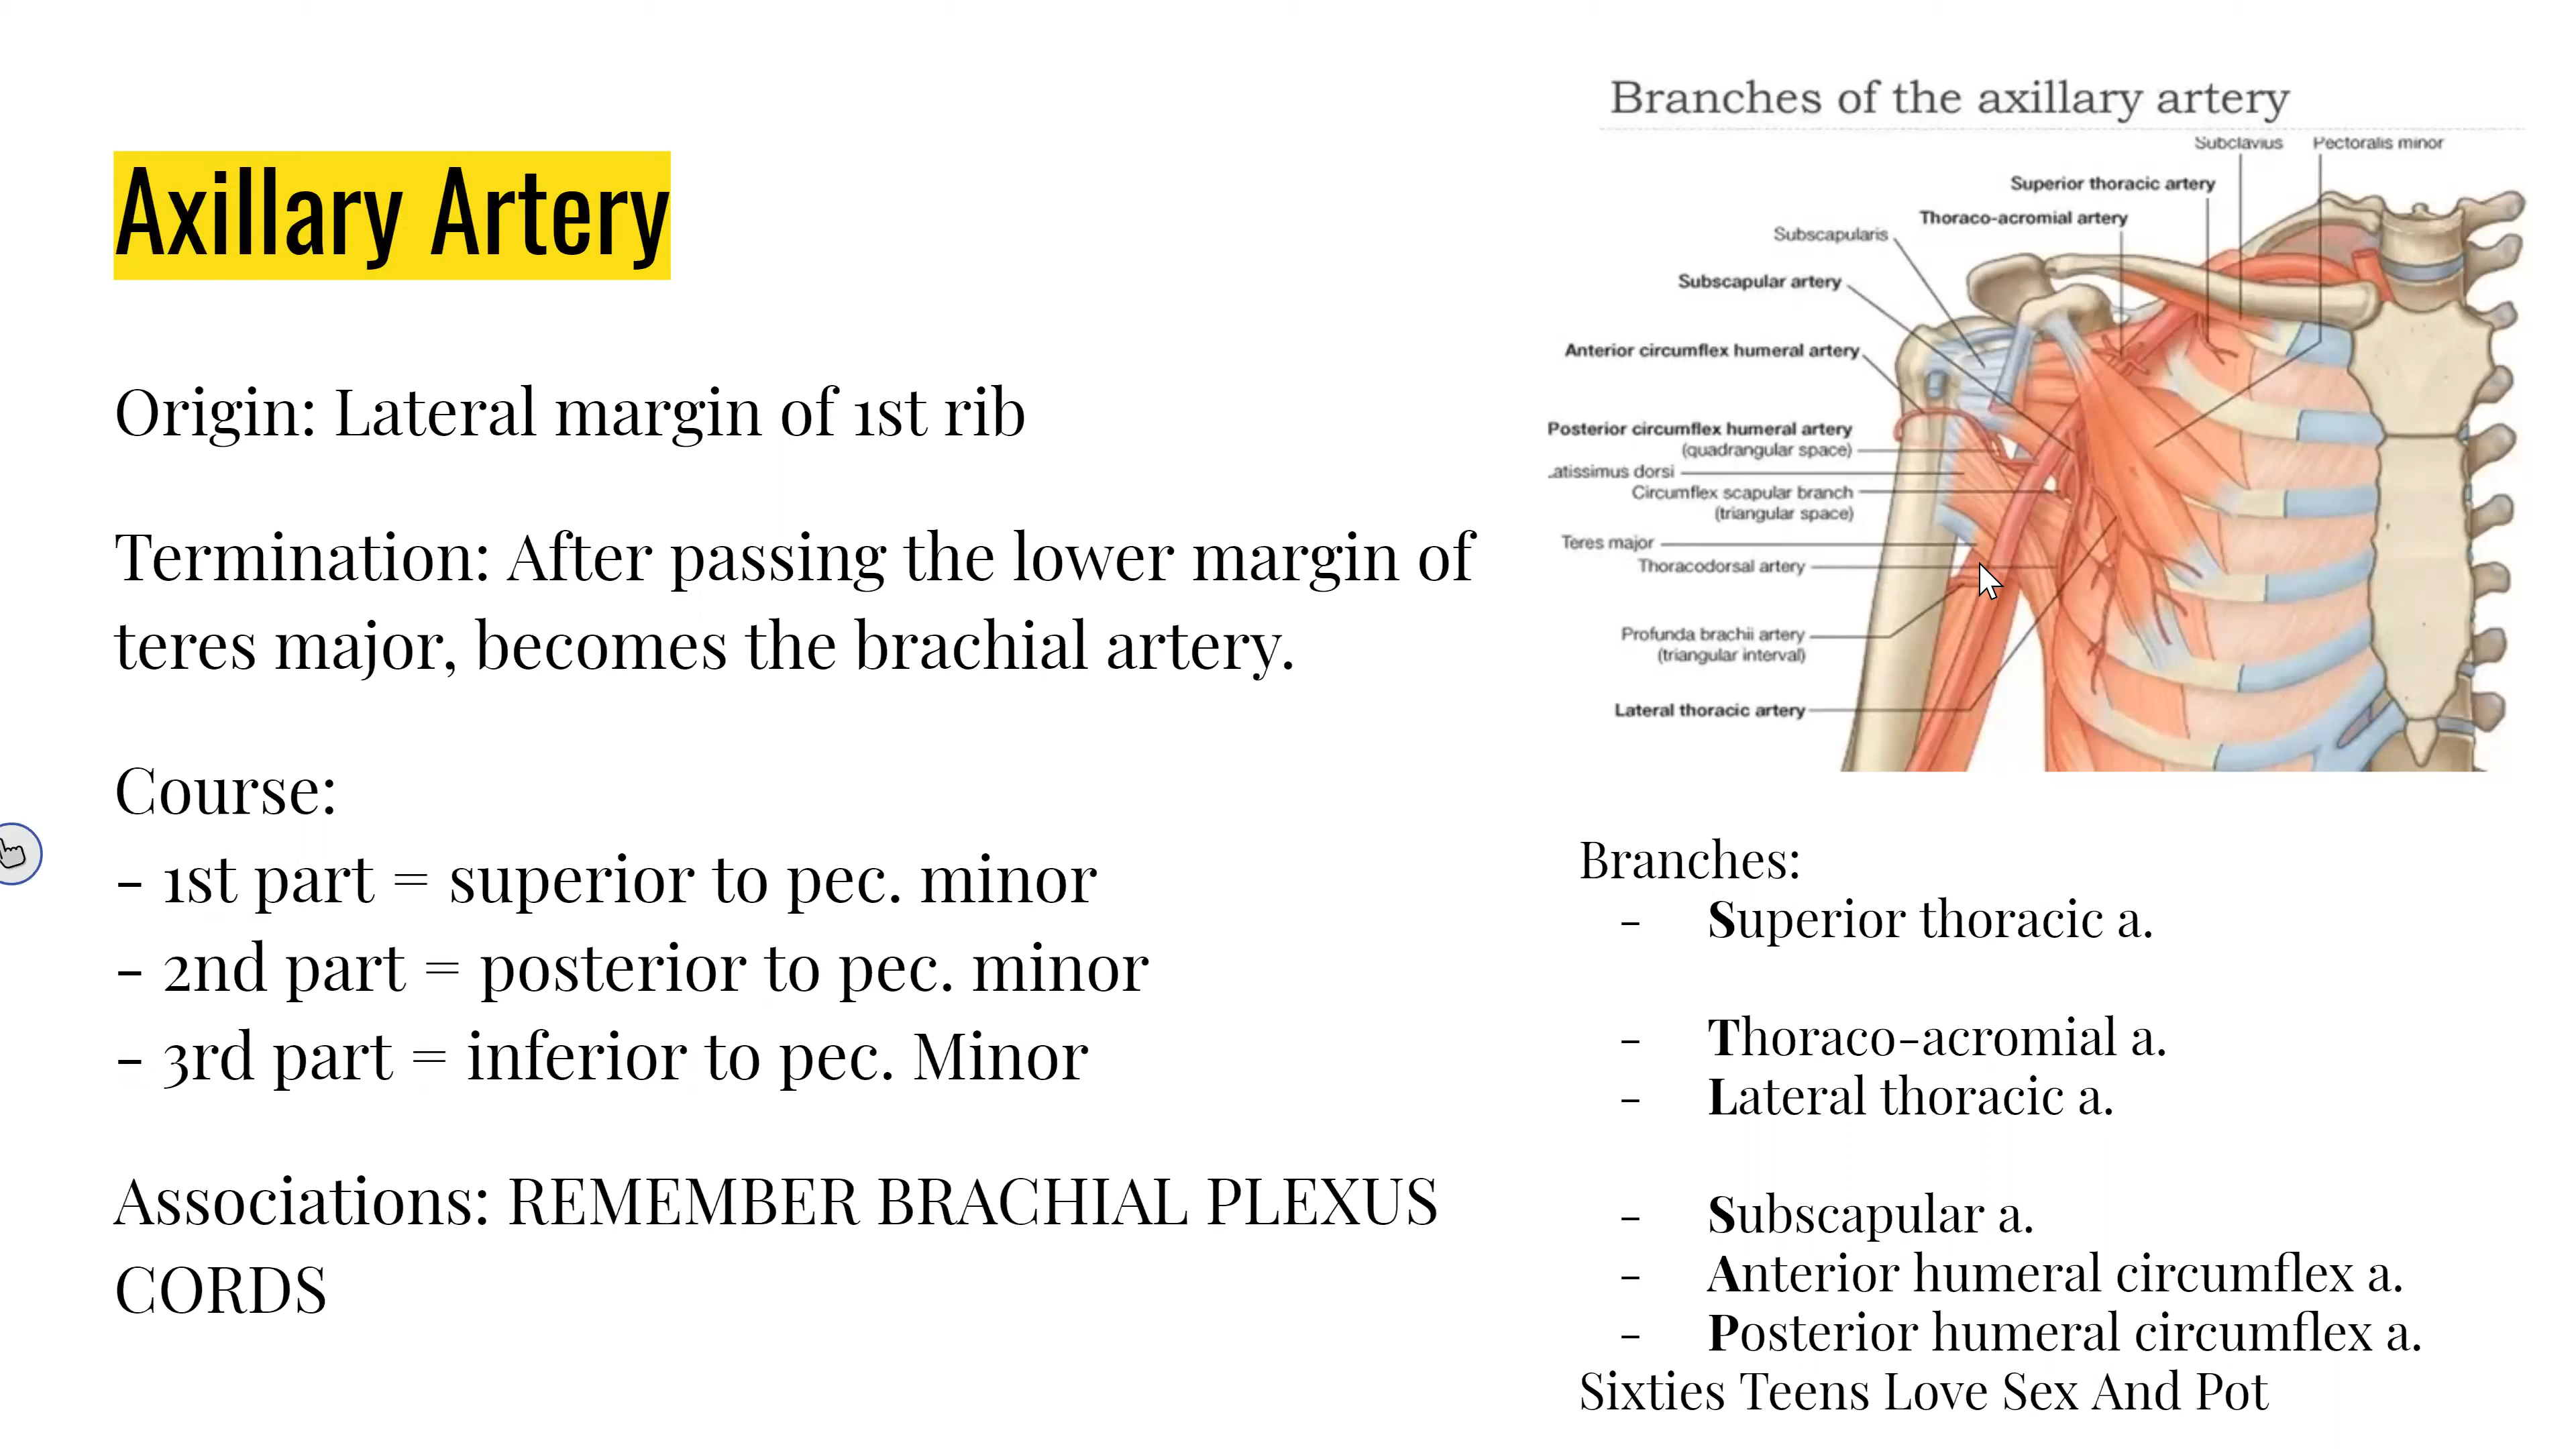 Axillary Artery
Origin: Lateral margin of 1st rib
Termination: After passing the lower margin of
teres major, becomes the brachial artery.
Course:
- 1st part = superior to pec. minor
- 2nd part = posterior to pec. minor
- 3rd part = inferior to pec. Minor
Associations: REMEMBER BRACHIAL PLEXUS
CORDS
Branches of the axillary artery
Subclavius
Pectoralis minor
Superior thoracic artery
Thoraco-acromial artery
Subscapularis
Subscapular artery
Anterior circumflex humeral artery
Posterior circumflex humeral artery
(quadrangular space)
atissimus dorsi
Circumflex scapular branch
(triangular space)
Teres major
Thoracodorsal artery
Profunda brachii artery
(triangular interval)
Lateral thoracic artery
Branches:
- Superior thoracic a.
- Thoraco-acromial a.
- Lateral thoracic a.
- Subscapular a.
- Anterior humeral circumflex a.
- Posterior humeral circumflex a.
Sixties Teens Love Sex And Pot